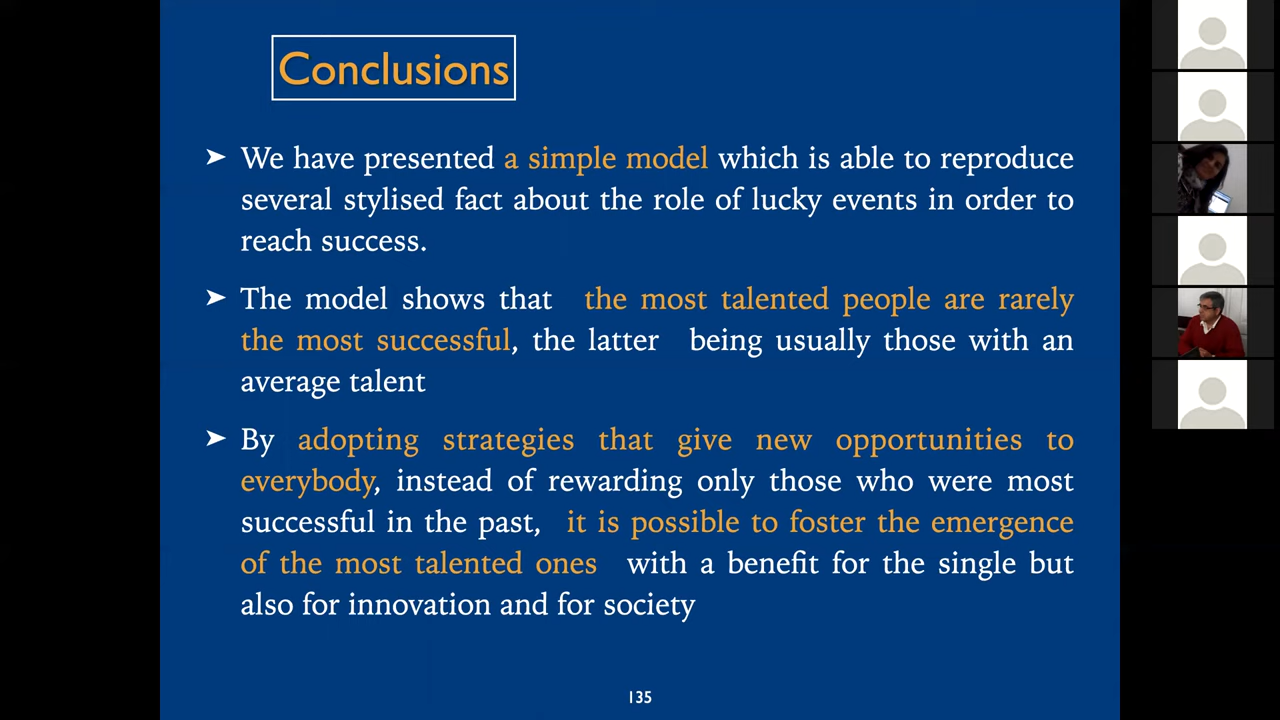 Conclusions
➤ We have presented a simple model which is able to reproduce
several stylised fact about the role of lucky events in order to
reach success.
➤ The model shows that the most talented people are rarely
the most successful, the latter being usually those with an
average talent
➤ By adopting strategies that give new opportunities to
everybody, instead of rewarding only those who were most
successful in the past, it is possible to foster the emergence
of the most talented ones with a benefit for the single but
also for innovation and for society
135